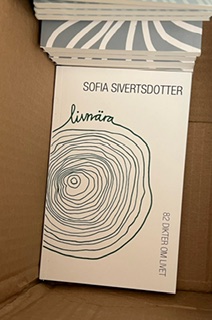 SOFIA SIVERTSDOTTER
livnära
82 DIKTER OM LIVET